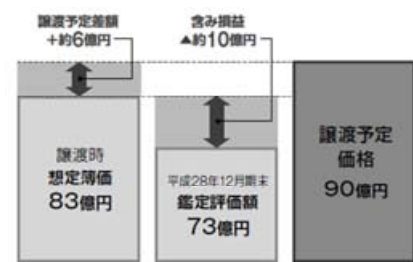 譲渡予定差額
+約6億円
含み損益
▲約10億円
譲渡時
想定簿価
83億円
平成28年12月期末
鑑定評価額
73億円
譲渡予定
価格
90億円